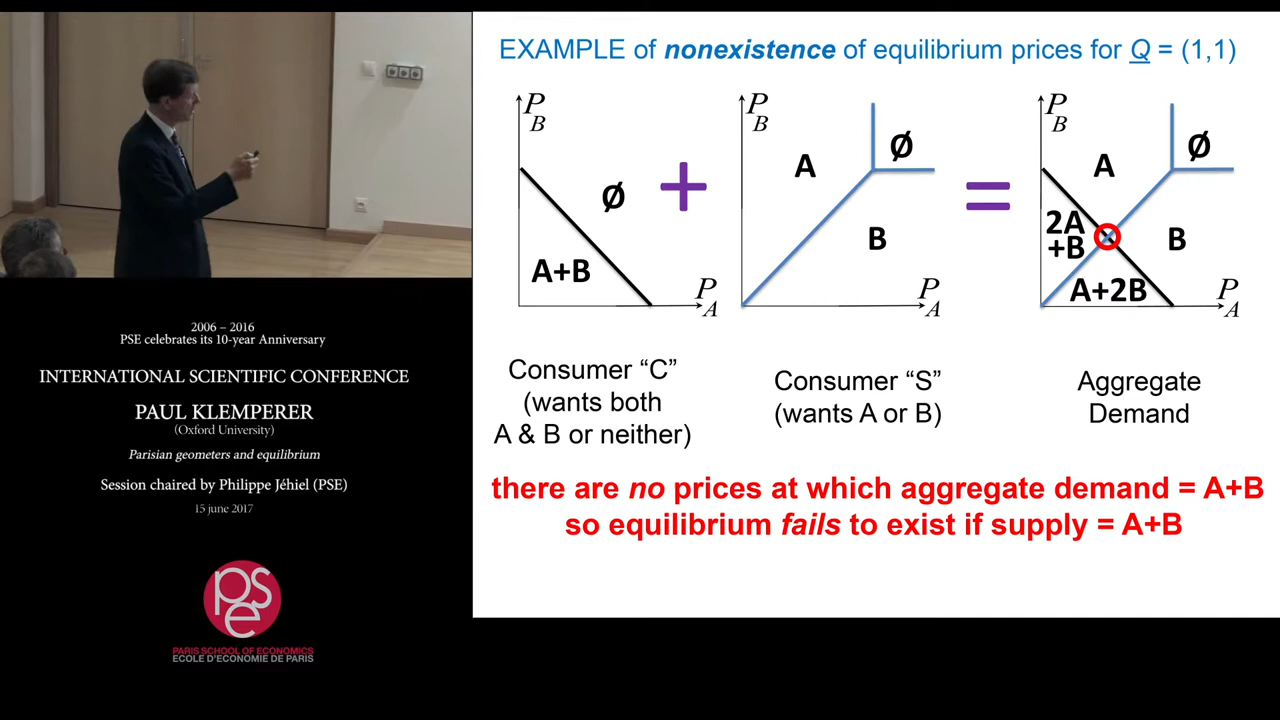 EXAMPLE of nonexistence of equilibrium prices for Q = (1,1)
P
B
Ø
A+B
P
A
+
P
B
A
Ø
B
P
A
=
P
B
A
Ø
2A
+B
B
A+2B
P
A
Consumer “C”
(wants both
A & B or neither)
Consumer “S”
(wants A or B)
Aggregate
Demand
there are no prices at which aggregate demand = A+B
so equilibrium fails to exist if supply = A+B
2006 – 2016
PSE celebrates its 10-year Anniversary
INTERNATIONAL SCIENTIFIC CONFERENCE
PAUL KLEMPERER
(Oxford University)
Parisian geometers and equilibrium
Session chaired by Philippe Jéhiel (PSE)
15 june 2017
pse
PARIS SCHOOL OF ECONOMICS
ECOLE D'ECONOMIE DE PARIS